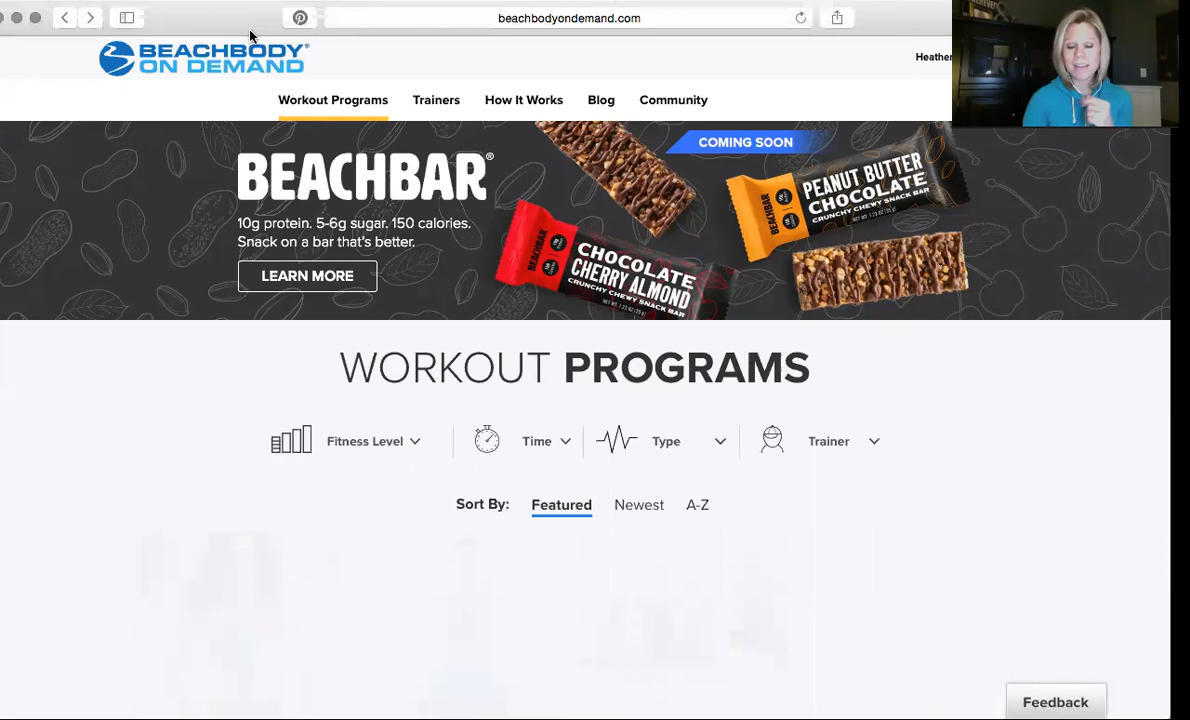 beachbodyondemand.com
BEACHBODY®
ON DEMAND
Heather
Workout Programs
Trainers
How It Works
Blog
Community
COMING SOON
BEACHBAR®
10g protein. 5-6g sugar. 150 calories.
Snack on a bar that's better.
LEARN MORE
BEACHBAR
PEANUT BUTTER
CHOCOLATE
CRUNCHY CHEWY SNACK BAR
BEACHBAR
CHOCOLATE
CHERRY ALMOND
CRUNCHY CHEWY SNACK BAR
WORKOUT PROGRAMS
Fitness Level
Time
Type
Trainer
Sort By:
Featured
Newest
A-Z
Feedback